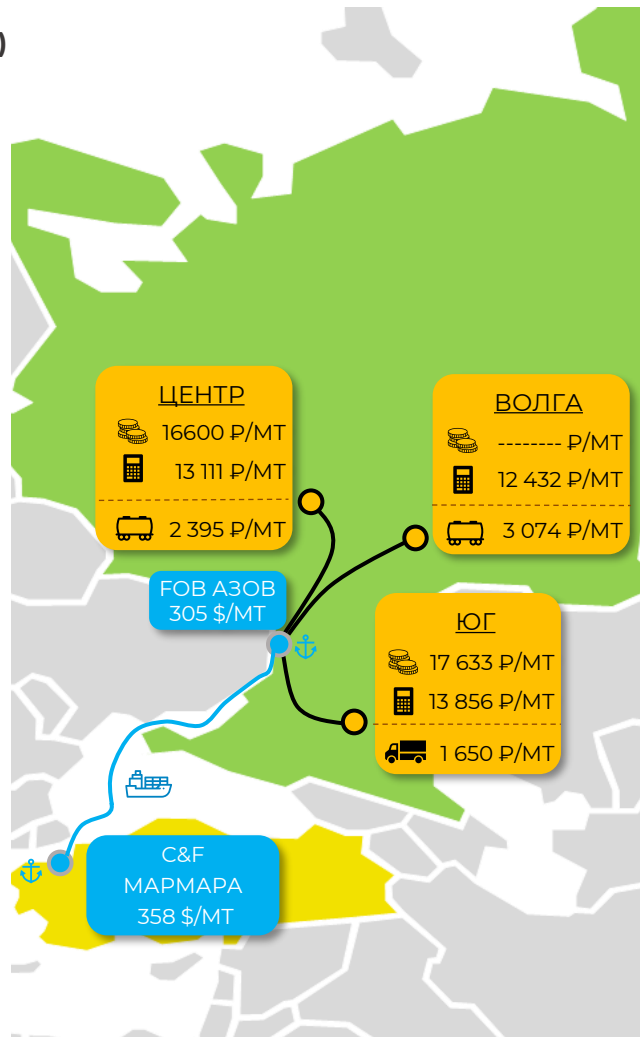 )
ЦЕНТР
16600 ₽/МТ
13 111 ₽/МТ
2 395 ₽/МТ
ВОЛГА
-------- ₽/МТ
12 432 ₽/МТ
3 074 ₽/МТ
FОВ АЗОВ
305 $/МТ
ЮГ
17 633 ₽/МТ
13 856 ₽/МТ
1 650 ₽/МТ
C&F
МАРМАРА
358 $/МТ